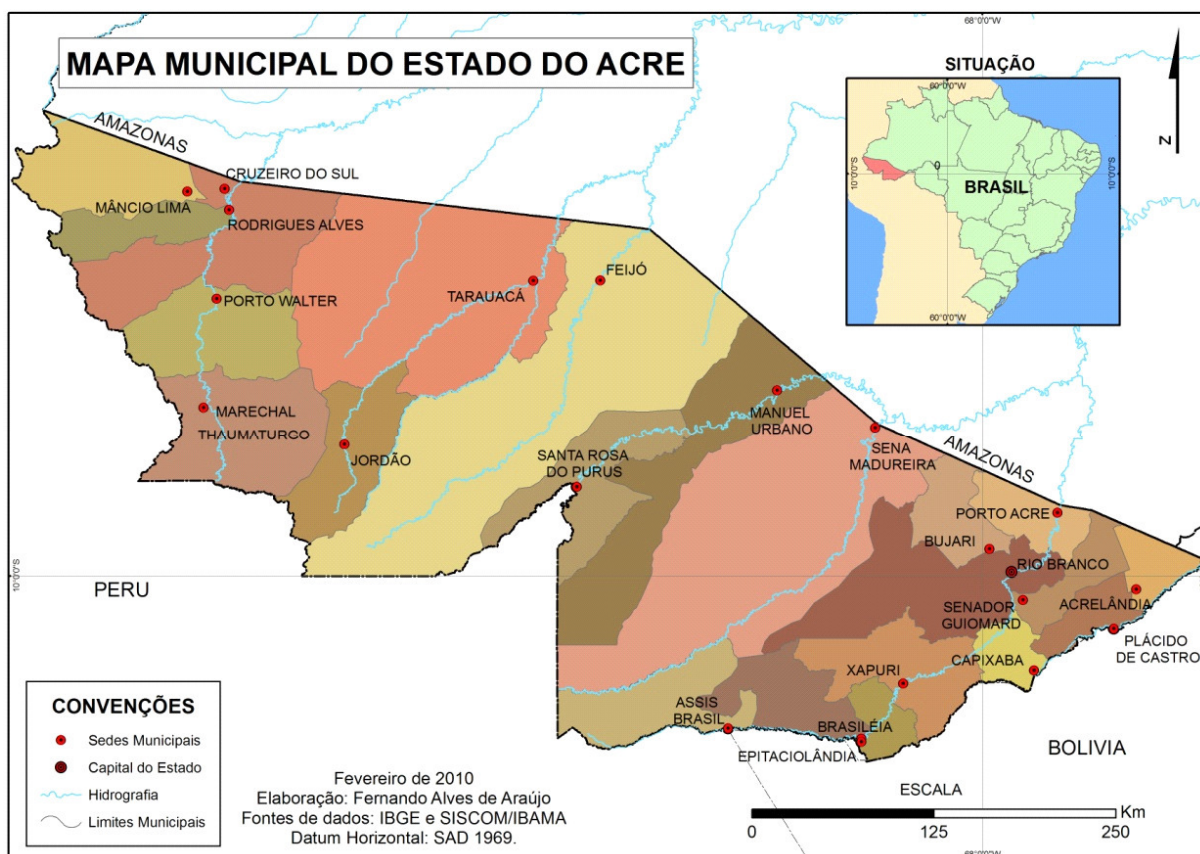 MAPA MUNICIPAL DO ESTADO DO ACRE
68°0'0"W
SITUAÇÃO
60°0'0"W
10°0'0"S
10°0'0"S
0
BRASIL
60°0'0"W
N
AMAZONAS
CRUZEIRO DO SUL
MÂNCIO LIMA
RODRIGUES ALVES
PORTO WALTER
TARAUACÁ
FEIJÓ
MARECHAL
THAUMATURCO
JORDÃO
MANUEL
URBANO
SANTA ROSA
DO PURUS
SENA
MADUREIRA
AMAZONAS
PORTO ACRE
BUJARI
RIO BRANCO
SENADOR
GUIOMARD
ACRELÂNDIA
PLÁCIDO
DE CASTRO
CAPIXABA
XAPURI
ASSIS
BRASIL
BRASILÉIA
EPITACIOLÂNDIA
10°0'0"S
PERU
BOLIVIA
CONVENÇÕES
Sedes Municipais
Capital do Estado
Hidrografia
Limites Municipais
Fevereiro de 2010
Elaboração: Fernando Alves de Araújo
Fontes de dados: IBGE e SISCOM/IBAMA
Datum Horizontal: SAD 1969.
ESCALA
Km
0 125 250
68°0'0"W